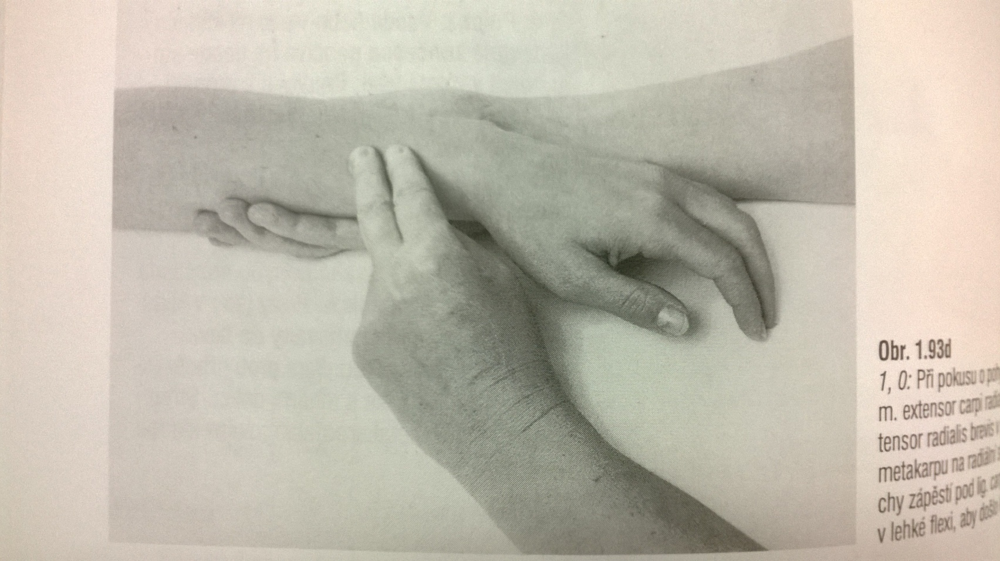 Obr. 1.93d
1, 0: Při pokusu o
m. extensor carpi
tensor radialis brevis v
metakarpu na radiální
chy zápěstí pod lig.
v lehké flexi, aby došlo